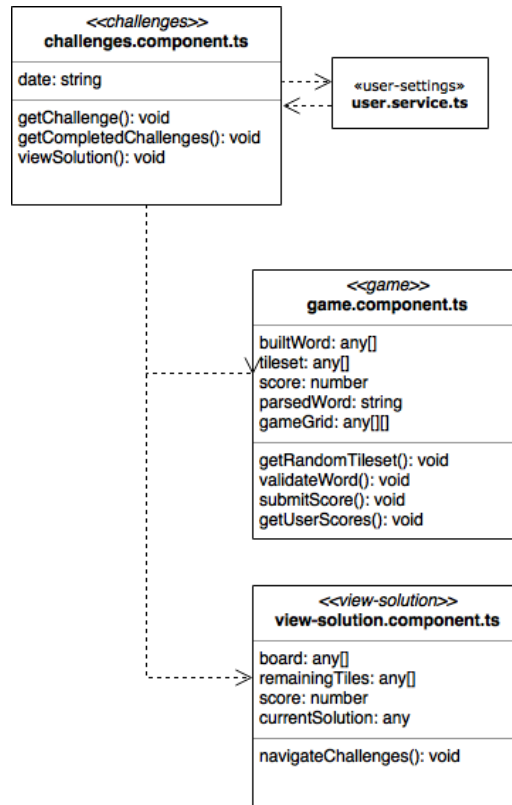 <<challenges>>
challenges.component.ts
date: string
getChallenge(): void
getCompletedChallenges(): void
viewSolution(): void
«user-settings»
user.service.ts
<<game>>
game.component.ts
builtWord: any[]
tileset: any[]
score: number
parsedWord: string
gameGrid: any[][]
getRandomTileset(): void
validateWord(): void
submitScore(): void
getUserScores(): void
<<view-solution>>
view-solution.component.ts
board: any[]
remainingTiles: any[]
score: number
currentSolution: any
navigateChallenges(): void